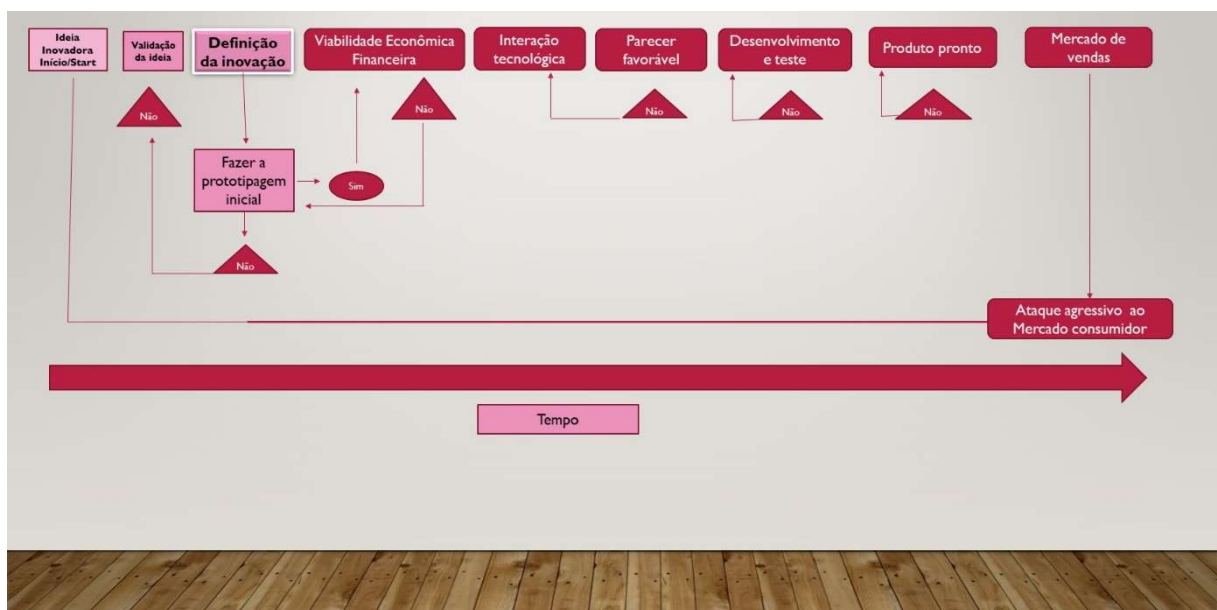 Ideia
Inovadora
Início/Start
Validação
da ideia
Definição
da inovação
Viabilidade Econômica
Financeira
Interação
tecnológica
Parecer
favorável
Desenvolvimento
e teste
Produto pronto
Mercado de
vendas
Não
Não
Não
Não
Não
Fazer a
prototipagem
inicial
Sim
Não
Ataque agressivo ao
Mercado consumidor
Tempo